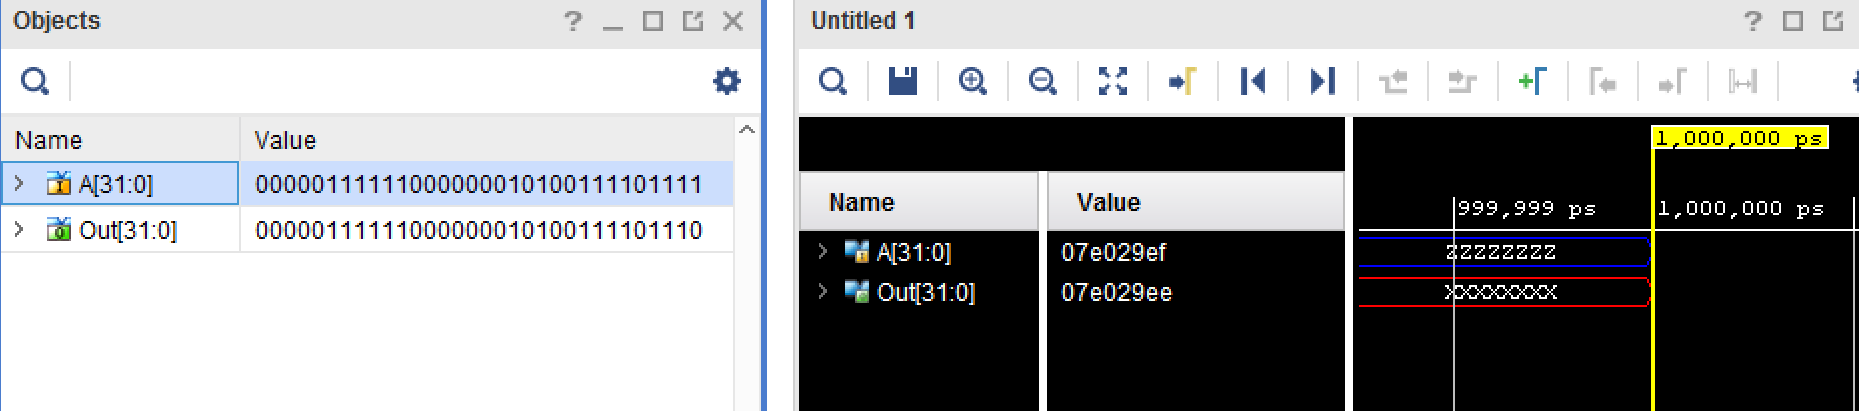 Objects
Name Value
A[31:0] 00000111111000000010100111101111
Out[31:0] 00000111111000000010100111101110
Untitled 1
1,000,000 ps
Name Value 999,999 ps 1,000,000 ps
A[31:0] 07e029ef ZZZZZZZZ
Out[31:0] 07e029ee XXXXXXXX